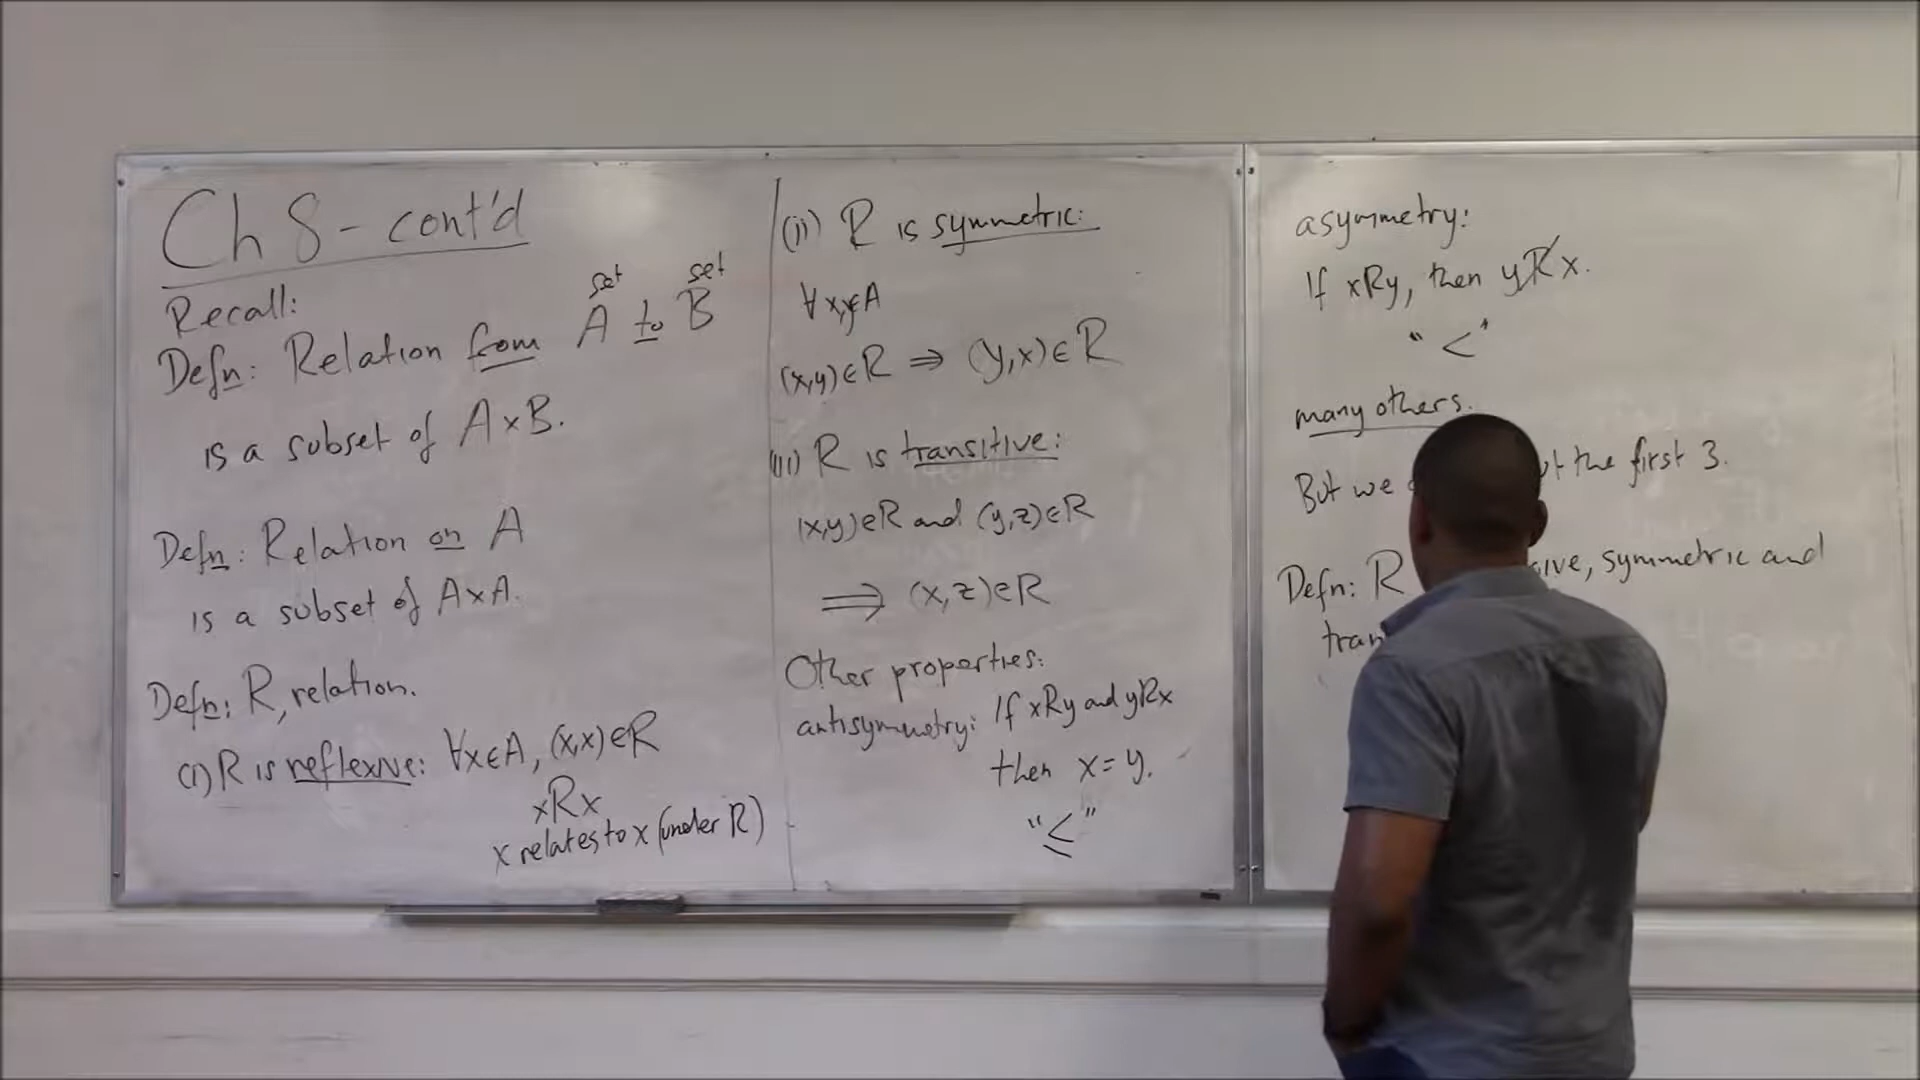 Ch 8 - cont'd
Recall:
set set
Defn: Relation from A to B
is a subset of A×B.
Defn: Relation on A
is a subset of A×A.
Defn: R, relation.
(i) R is reflexive: ∀x∈A, (x,x)∈R
xRx
x relates to x (under R)
(ii) R is symmetric:
∀x,y∈A
(x,y)∈R ⇒ (y,x)∈R
(iii) R is transitive:
(x,y)∈R and (y,z)∈R
⟹ (x,z)∈R
Other properties:
antisymmetry: If xRy and yRx
then x=y.
"≤"
asymmetry:
If xRy, then yR̸x.
"<"
many others.
But we the first 3.
Defn: R symmetric and